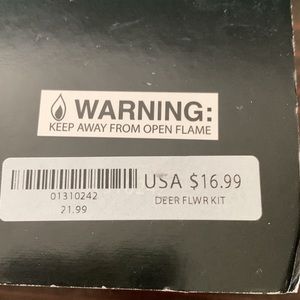 WARNING:
KEEP AWAY FROM OPEN FLAME
USA $16.99
01310242
21.99
DEER FLWR KIT